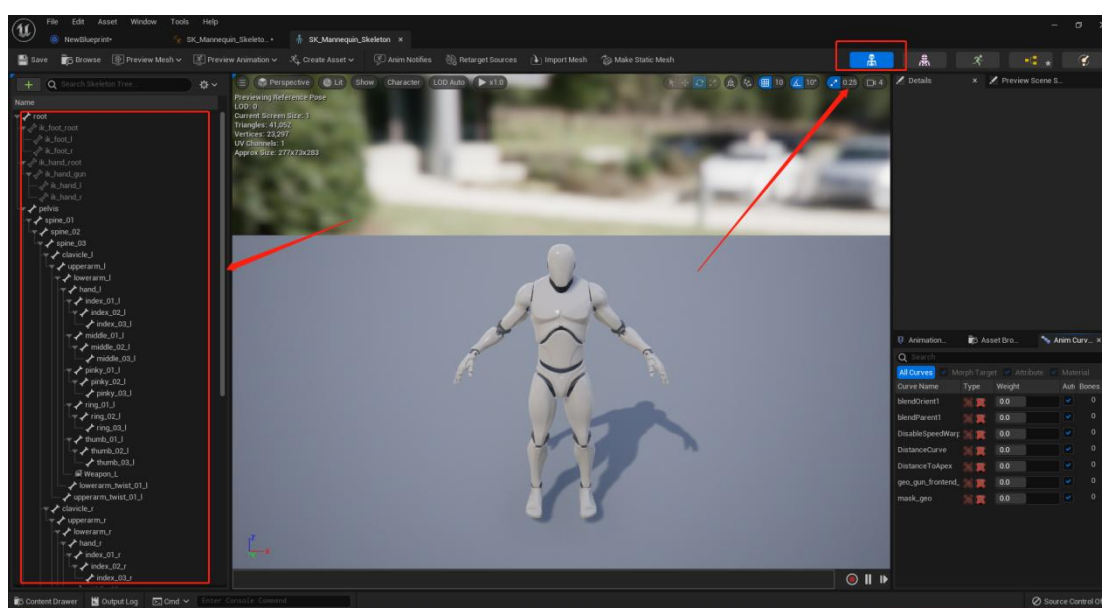 File Edit Asset Window Tools Help
NewBlueprint•
SK_Mannequin_Skeleto...•
SK_Mannequin_Skeleton ×
Save
Browse
Preview Mesh
Preview Animation
Create Asset
Anim Notifies
Retarget Sources
Import Mesh
Make Static Mesh
Search Skeleton Tree...
Name
root
ik_foot_root
ik_foot_l
ik_foot_r
ik_hand_root
ik_hand_gun
ik_hand_l
ik_hand_r
pelvis
spine_01
spine_02
spine_03
clavicle_l
upperarm_l
lowerarm_l
hand_l
index_01_l
index_02_l
index_03_l
middle_01_l
middle_02_l
middle_03_l
pinky_01_l
pinky_02_l
pinky_03_l
ring_01_l
ring_02_l
ring_03_l
thumb_01_l
thumb_02_l
thumb_03_l
Weapon_L
lowerarm_twist_01_l
upperarm_twist_01_l
clavicle_r
upperarm_r
lowerarm_r
hand_r
index_01_r
index_02_r
index_03_r
Perspective Lit Show Character LOD Auto x1.0
10 10° 0.25 4
Previewing Reference Pose
LOD: 0
Current Screen Size: 1
Triangles: 41,052
Vertices: 23,297
UV Channels: 1
Approx Size: 277x73x283
Z
X
Details ×
Preview Scene S...
Animation...
Asset Bro...
Anim Curv... ×
Search
All Curves Morph Target Attribute Material
Curve Name Type Weight Aut Bones
blendOrient1 0.0 0
blendParent1 0.0 0
DisableSpeedWarp 0.0 0
DistanceCurve 0.0 0
DistanceToApex 0.0 0
geo_gun_frontend_ 0.0 0
mask_geo 0.0 0
Content Drawer
Output Log
Cmd
Enter Console Command
Source Control Of